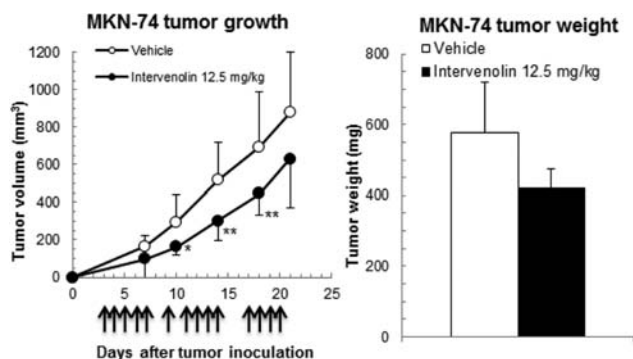 MKN-74 tumor growth
Vehicle
Intervenolin 12.5 mg/kg
Tumor volume (mm³)
1200
1000
800
600
400
200
0
*
**
**
0 5 10 15 20 25
Days after tumor inoculation
MKN-74 tumor weight
Vehicle
Intervenolin 12.5 mg/kg
Tumor weight (mg)
800
600
400
200
0